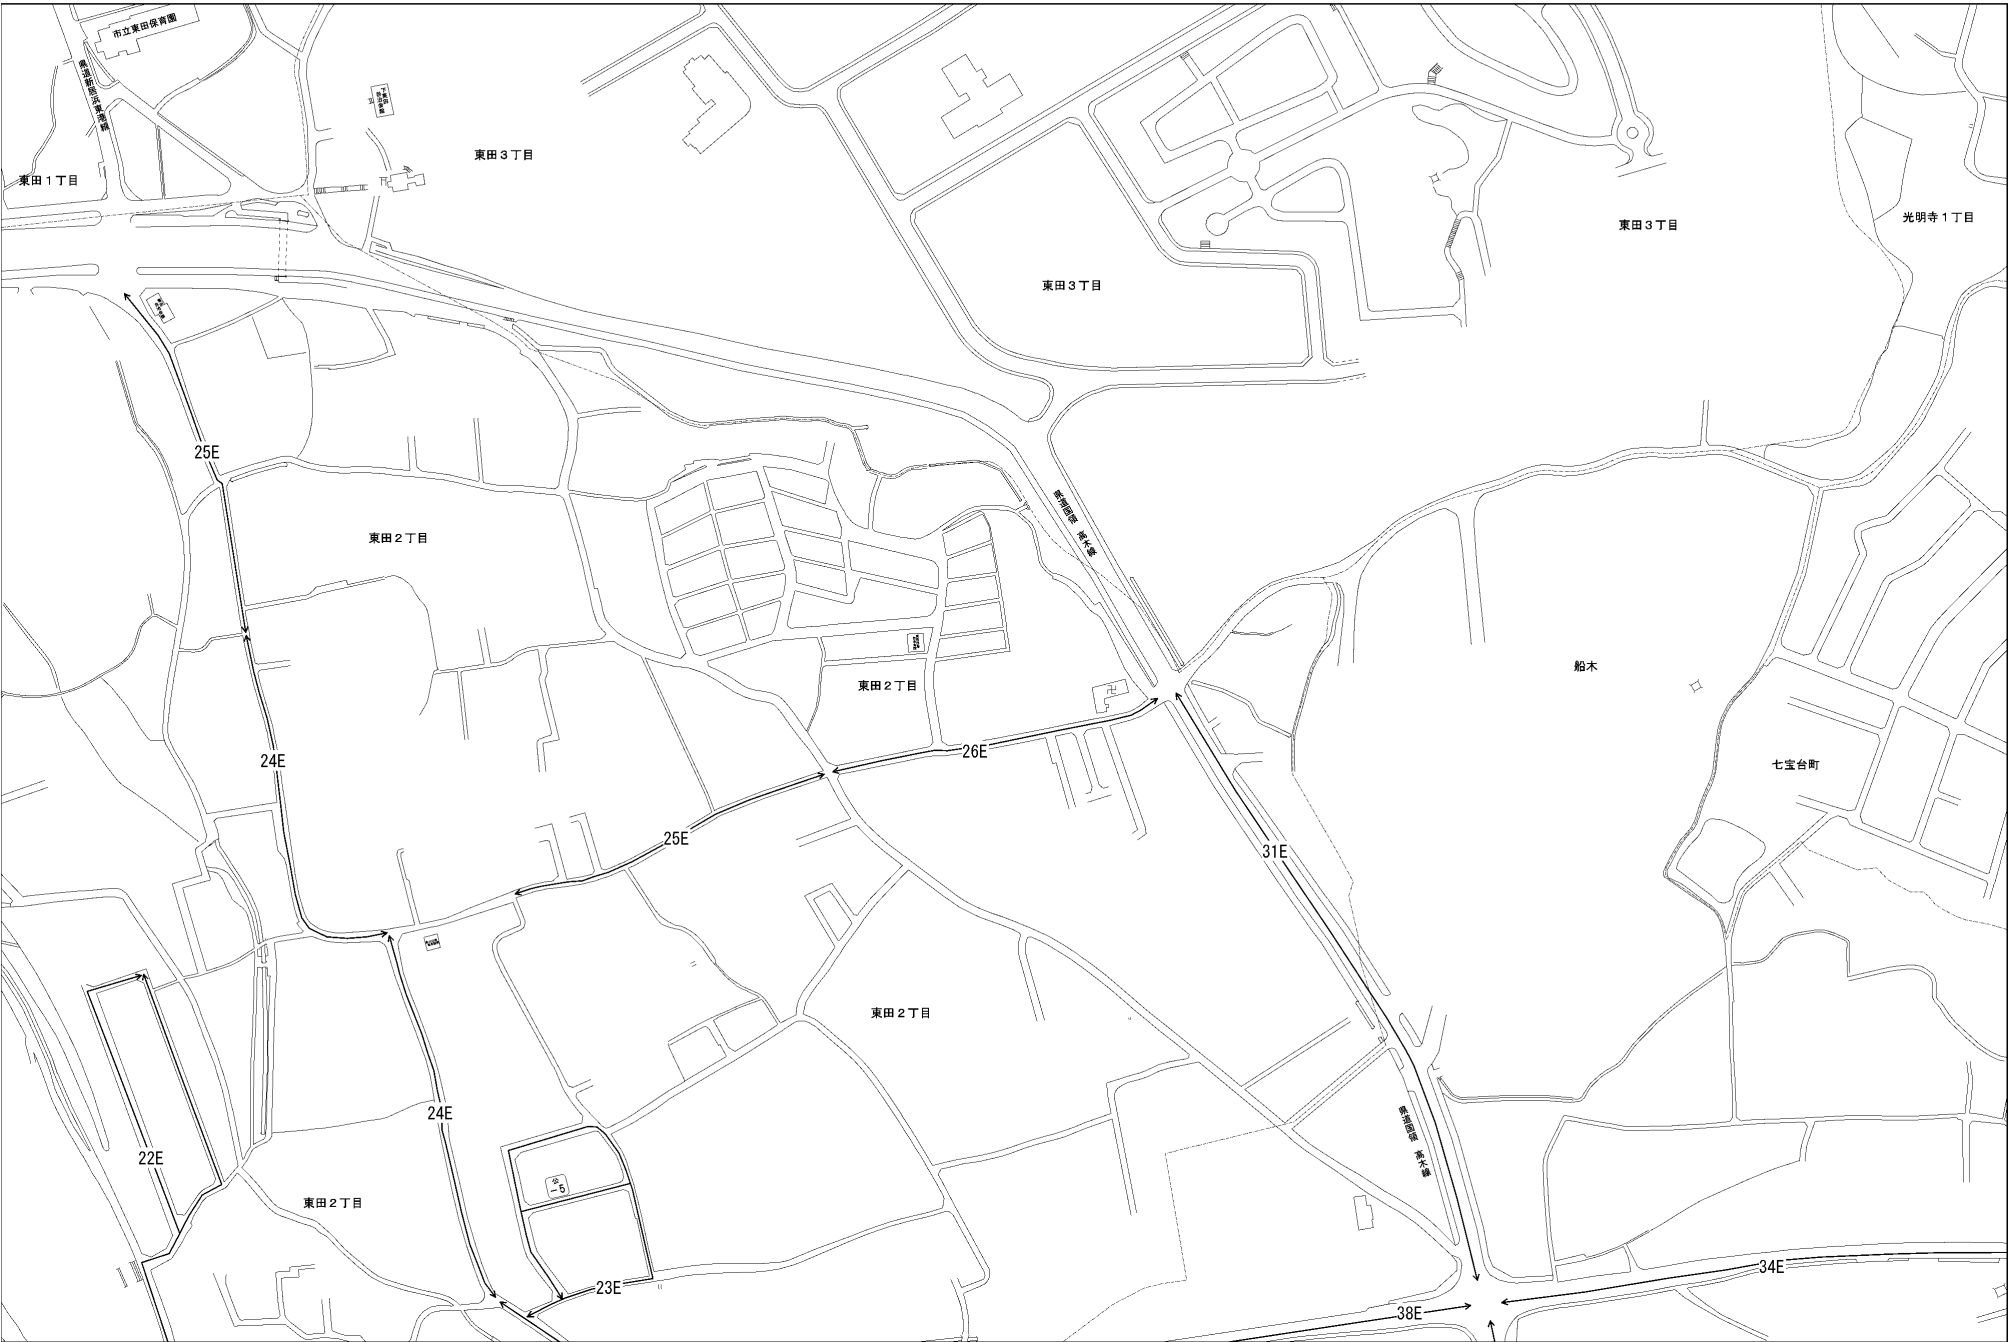 市立東田保育園
県道新居浜東港線
東田１丁目
東田３丁目
東田３丁目
東田３丁目
光明寺１丁目
25E
東田２丁目
県道国領　高木線
東田２丁目
船木
24E
26E
七宝台町
25E
31E
東田２丁目
24E
22E
公
－5
県道国領　高木線
東田２丁目
23E
34E
38E